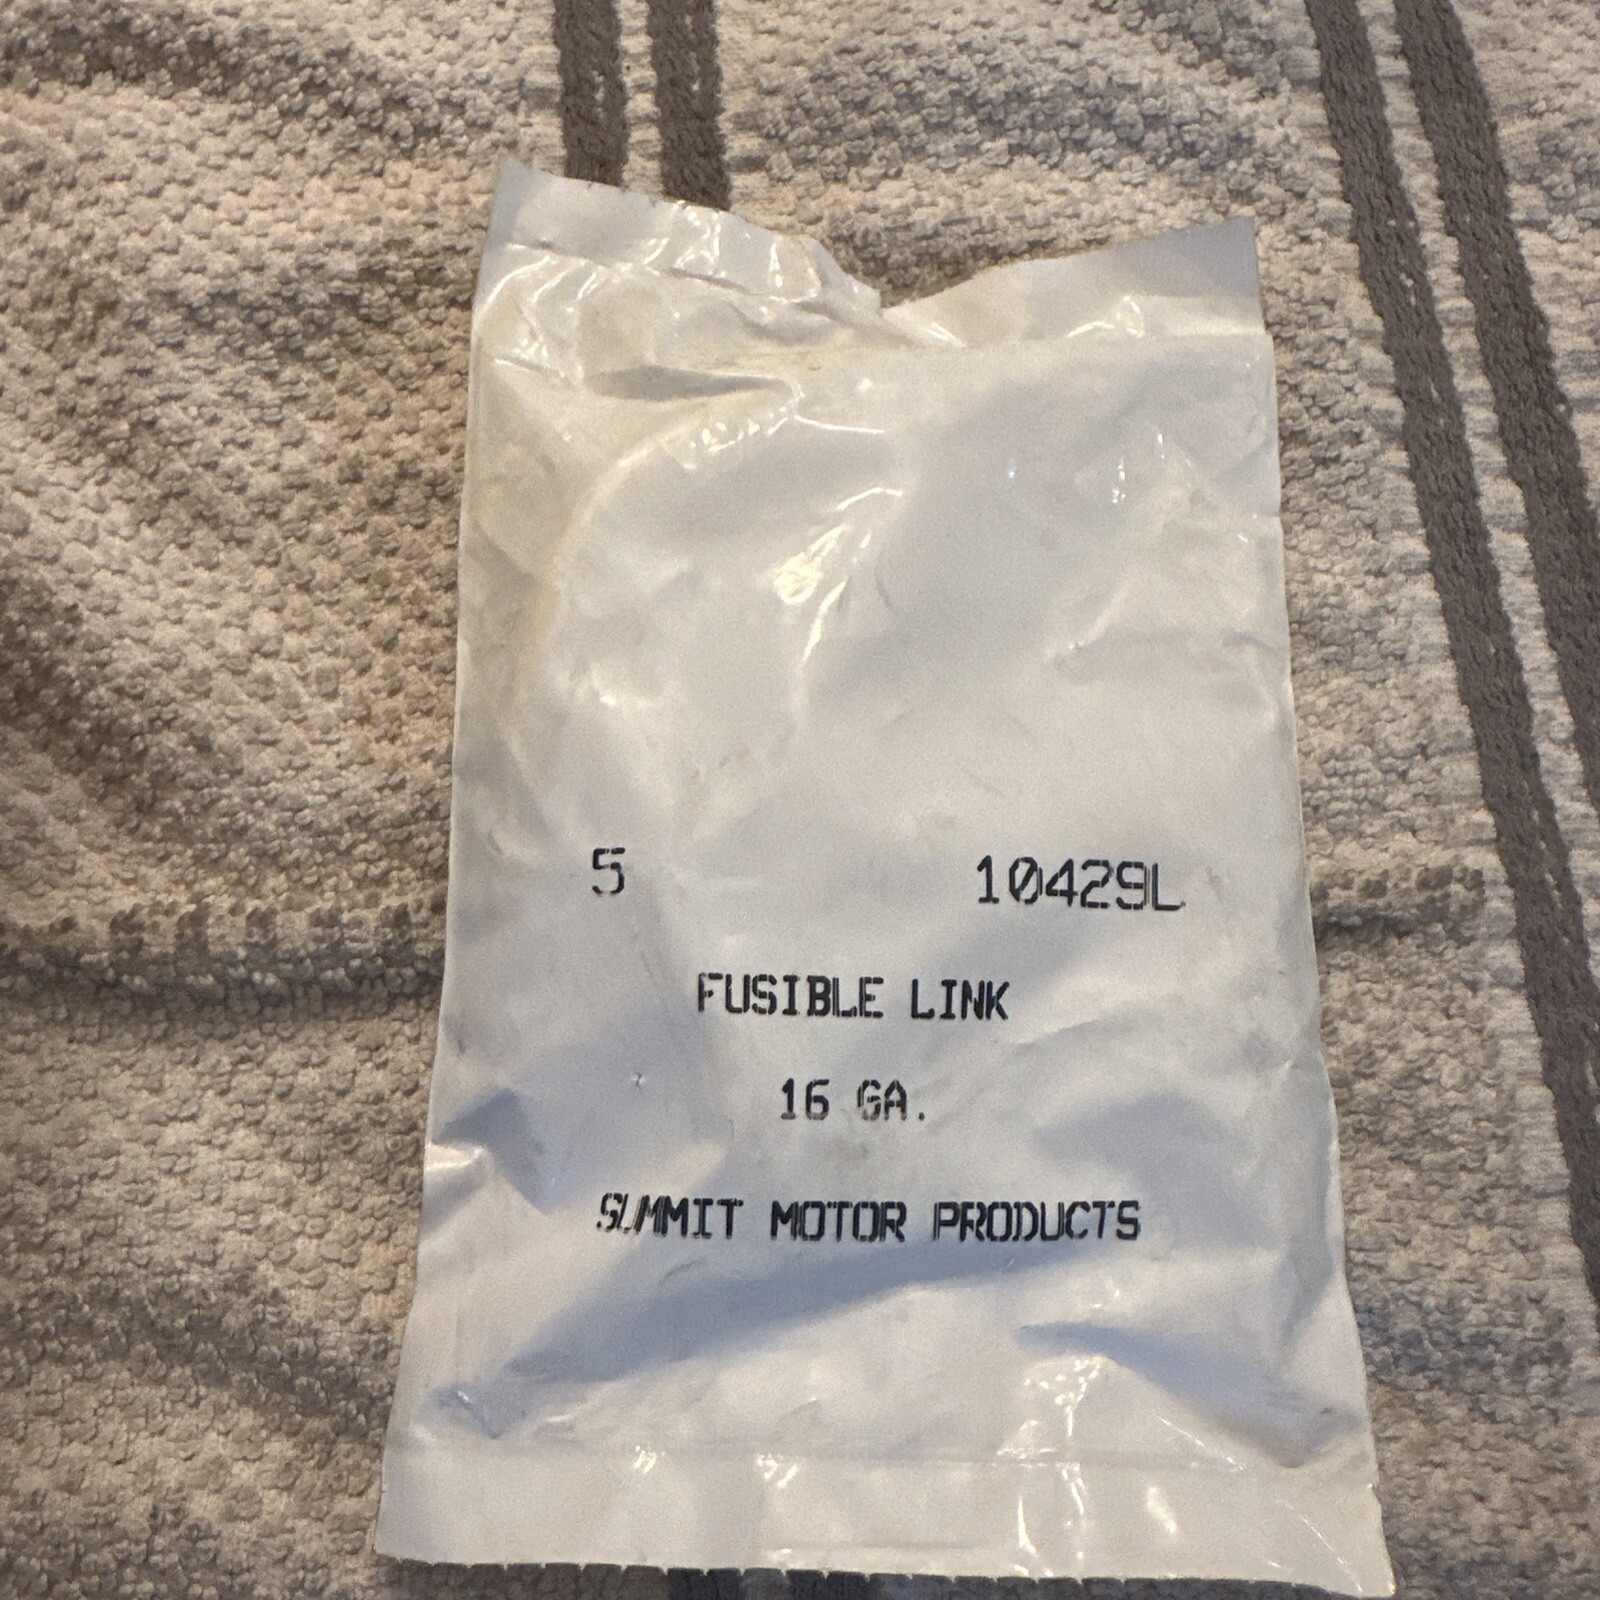 5 10429L
FUSIBLE LINK
16 GA.
SUMMIT MOTOR PRODUCTS